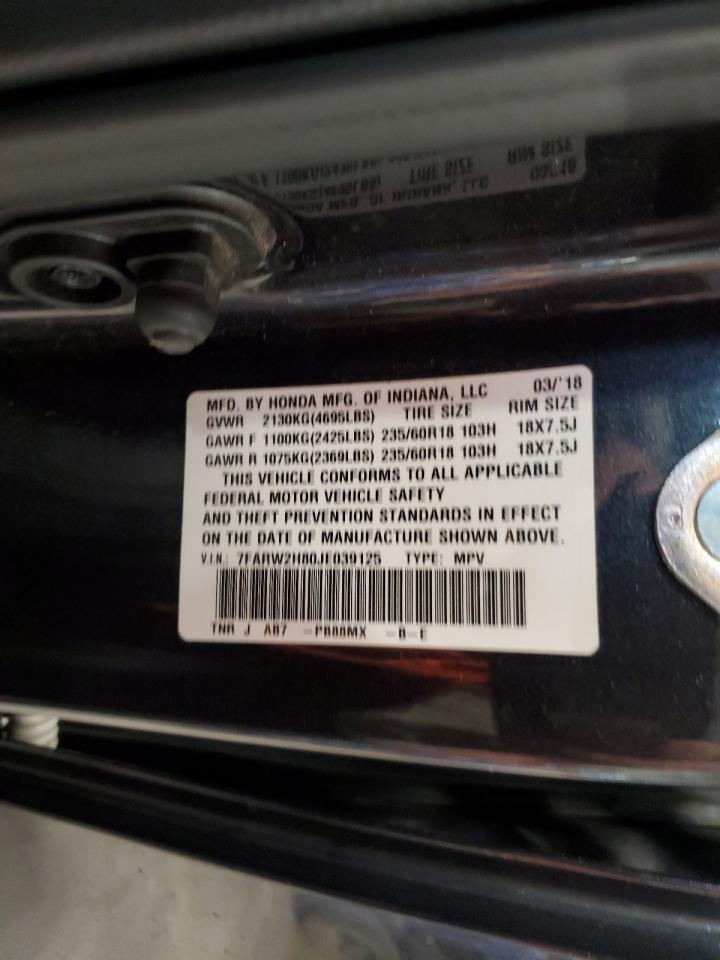 MFD. BY HONDA MFG. OF INDIANA, LLC 03/'18
GVWR 2130KG(4695LBS) TIRE SIZE RIM SIZE
GAWR F 1100KG(2425LBS) 235/60R18 103H 18X7.5J
GAWR R 1075KG(2369LBS) 235/60R18 103H 18X7.5J
THIS VEHICLE CONFORMS TO ALL APPLICABLE
FEDERAL MOTOR VEHICLE SAFETY
AND THEFT PREVENTION STANDARDS IN EFFECT
ON THE DATE OF MANUFACTURE SHOWN ABOVE.
V.I.N.: 7FARW2H80JE039125 TYPE: MPV
TNR J A87